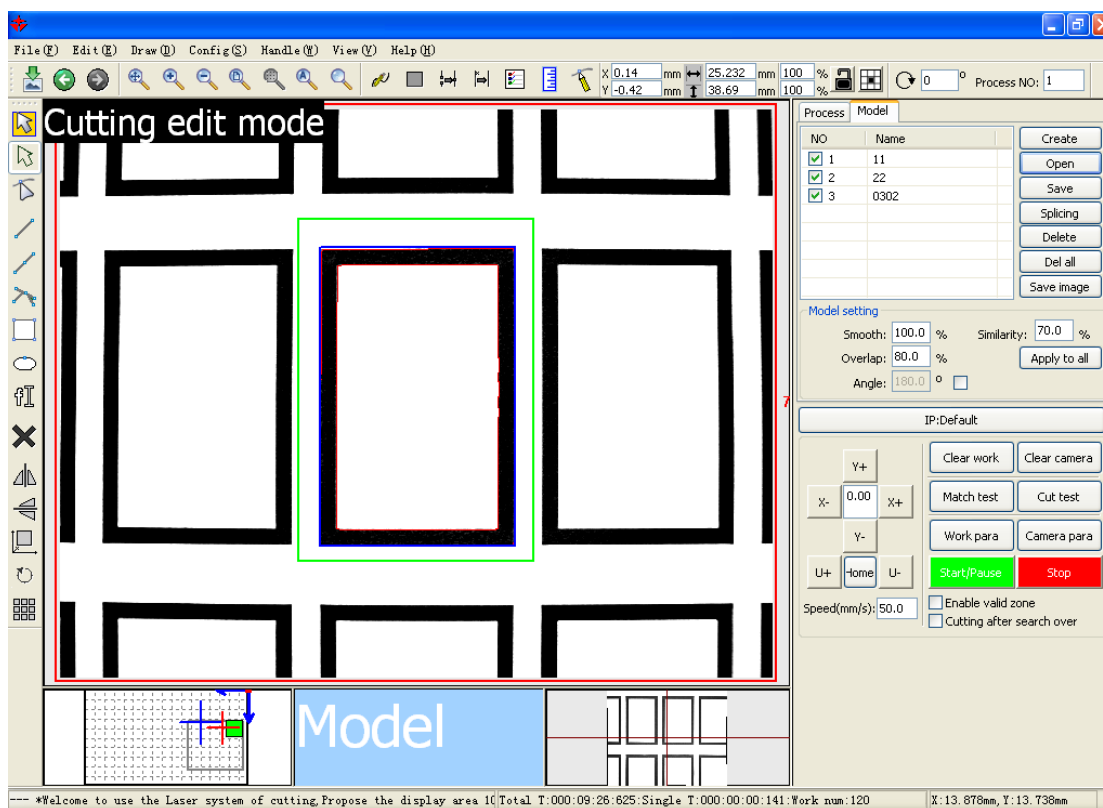 File(F) Edit(E) Draw(D) Config(S) Handle(W) View(V) Help(H)
X 0.14 mm 25.232 mm 100 %
Y -0.42 mm 38.69 mm 100 %
0 ° Process NO: 1
Cutting edit mode
Process Model
NO Name
1 11
2 22
3 0302
Create
Open
Save
Splicing
Delete
Del all
Save image
Model setting
Smooth: 100.0 % Similarity: 70.0 %
Overlap: 80.0 % Apply to all
Angle: 180.0 °
7
IP:Default
Y+
X- 0.00 X+
Y-
U+ Home U-
Speed(mm/s): 50.0
Clear work Clear camera
Match test Cut test
Work para Camera para
Start/Pause Stop
Enable valid zone
Cutting after search over
Model
--- *Welcome to use the Laser system of cutting,Propose the display area 10 Total T:000:09:26:625:Single T:000:00:00:141:Work num:120 X:13.878mm,Y:13.738mm